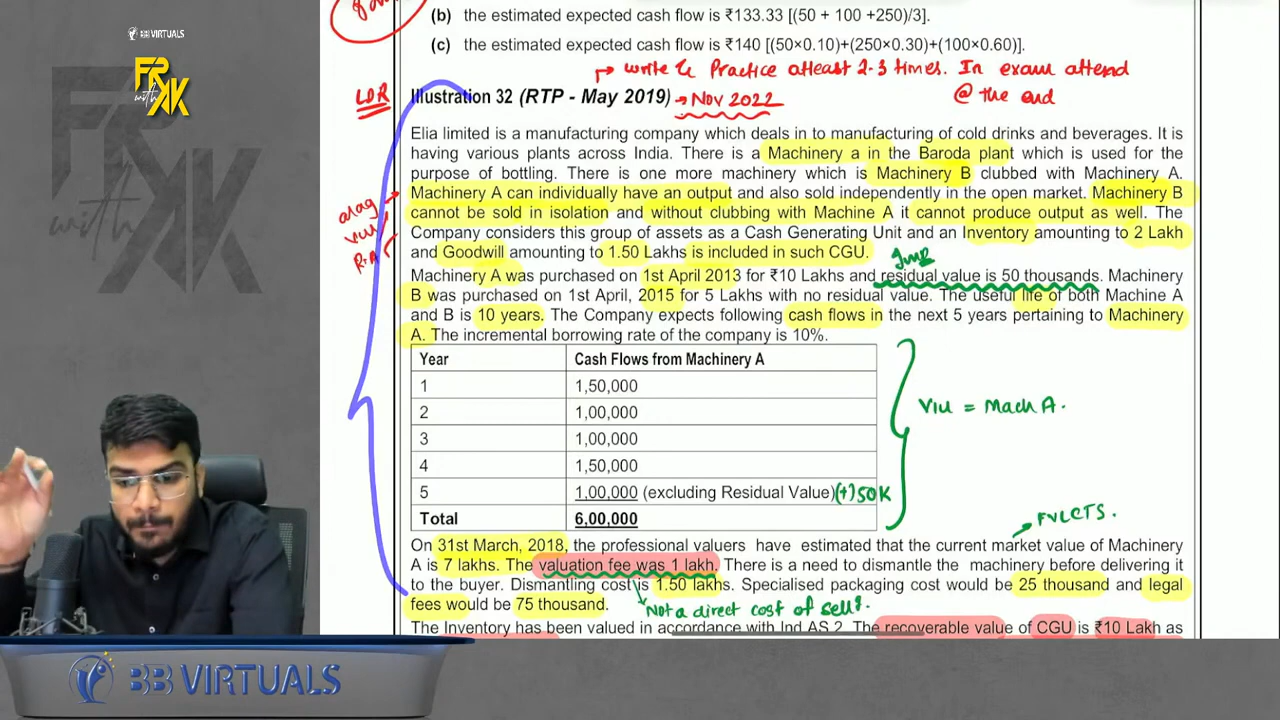 BB VIRTUALS
FR
with
AK
(b) the estimated expected cash flow is ₹133.33 [(50 + 100 +250)/3].
(c) the estimated expected cash flow is ₹140 [(50×0.10)+(250×0.30)+(100×0.60)].
write & Practice atleast 2-3 times. In exam attend
@ the end
LDR
Illustration 32 (RTP - May 2019) → Nov 2022
Elia limited is a manufacturing company which deals in to manufacturing of cold drinks and beverages. It is
having various plants across India. There is a Machinery a in the Baroda plant which is used for the
purpose of bottling. There is one more machinery which is Machinery B clubbed with Machinery A.
Machinery A can individually have an output and also sold independently in the open market. Machinery B
cannot be sold in isolation and without clubbing with Machine A it cannot produce output as well. The
Company considers this group of assets as a Cash Generating Unit and an Inventory amounting to 2 Lakh
and Goodwill amounting to 1.50 Lakhs is included in such CGU.
alag
VIU
Machinery A was purchased on 1st April 2013 for ₹10 Lakhs and residual value is 50 thousands. Machinery
B was purchased on 1st April, 2015 for 5 Lakhs with no residual value. The useful life of both Machine A
and B is 10 years. The Company expects following cash flows in the next 5 years pertaining to Machinery
A. The incremental borrowing rate of the company is 10%.
Year Cash Flows from Machinery A
1 1,50,000
2 1,00,000
3 1,00,000
4 1,50,000
5 1,00,000 (excluding Residual Value) (+) 50K
Total 6,00,000
VIU = Mach A.
FVLCTS.
On 31st March, 2018, the professional valuers have estimated that the current market value of Machinery
A is 7 lakhs. The valuation fee was 1 lakh. There is a need to dismantle the machinery before delivering it
to the buyer. Dismantling cost is 1.50 lakhs. Specialised packaging cost would be 25 thousand and legal
fees would be 75 thousand.
Not a direct cost of sell.
The Inventory has been valued in accordance with Ind AS 2. The recoverable value of CGU is ₹10 Lakh as
BB VIRTUALS